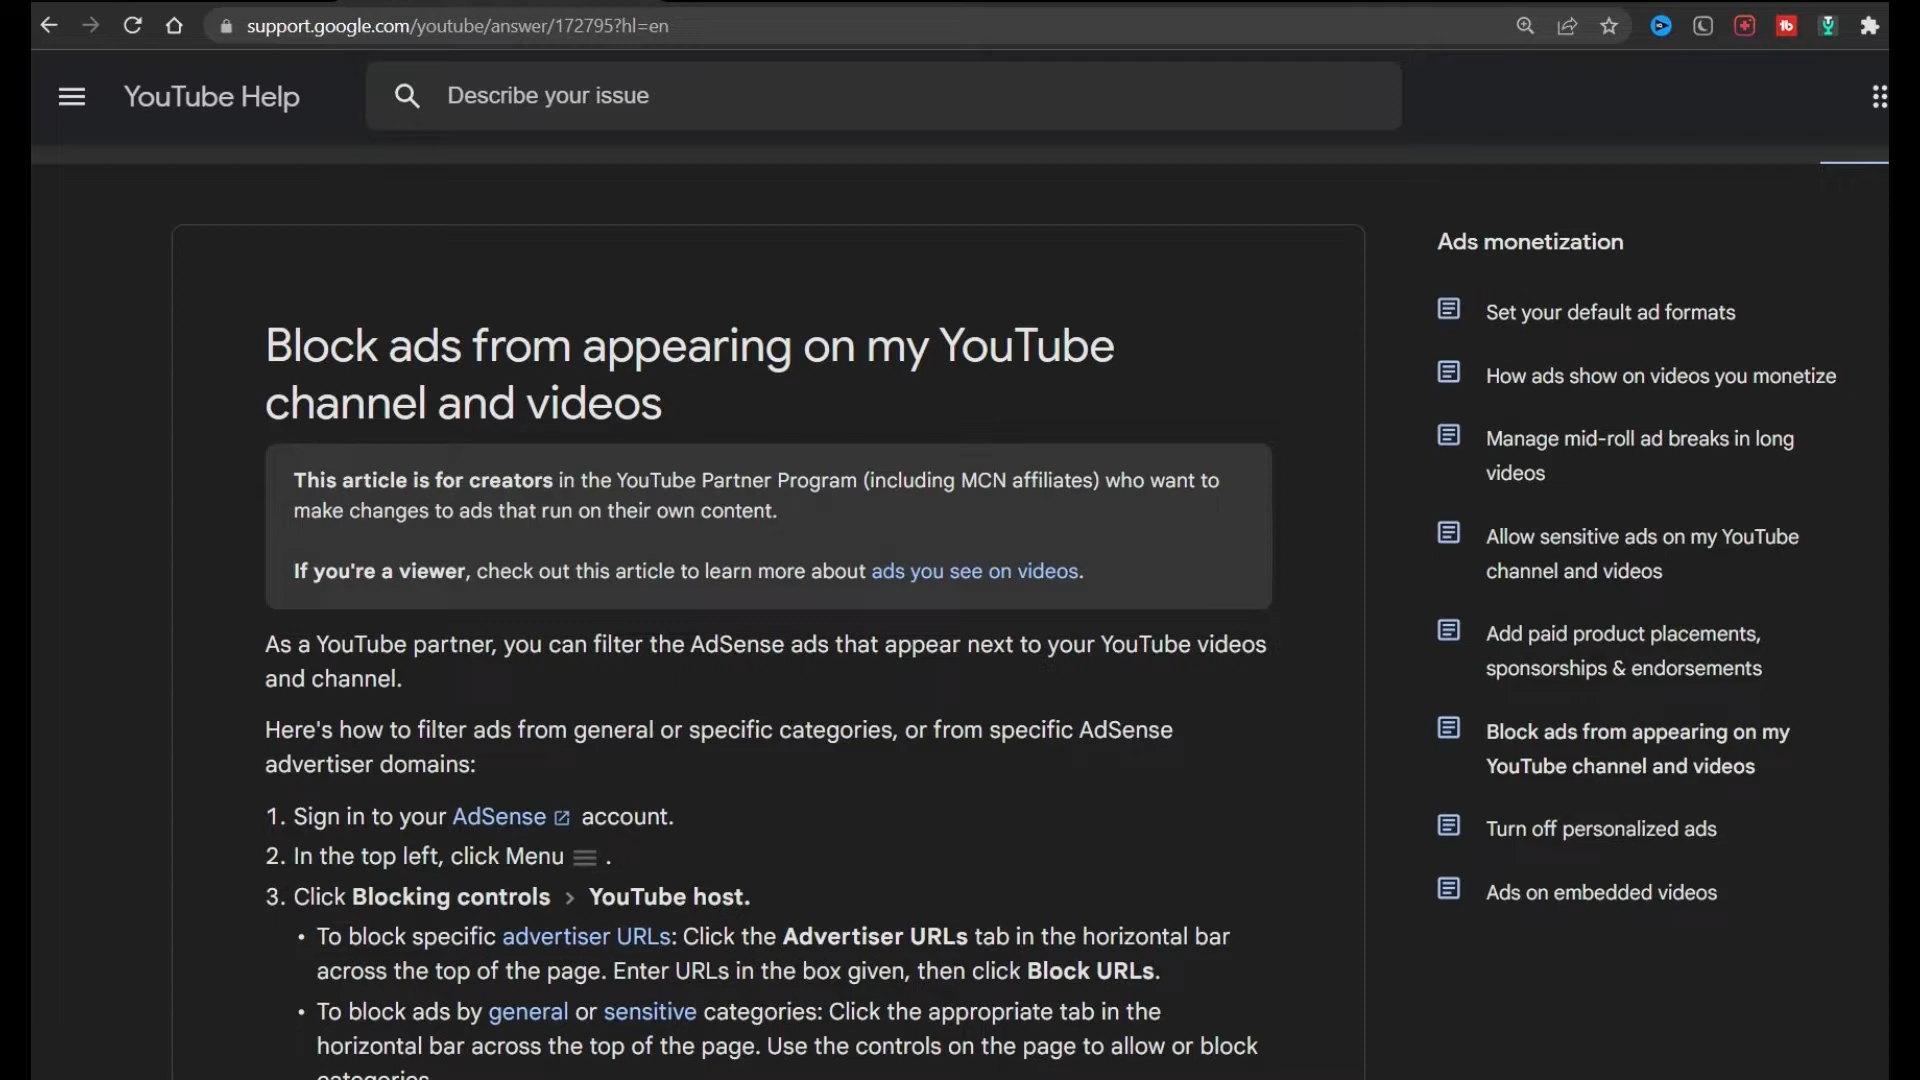 support.google.com/youtube/answer/172795?hl=en
YouTube Help
Describe your issue
Block ads from appearing on my YouTube
channel and videos
This article is for creators in the YouTube Partner Program (including MCN affiliates) who want to
make changes to ads that run on their own content.
If you're a viewer, check out this article to learn more about ads you see on videos.
As a YouTube partner, you can filter the AdSense ads that appear next to your YouTube videos
and channel.
Here's how to filter ads from general or specific categories, or from specific AdSense
advertiser domains:
1. Sign in to your AdSense account.
2. In the top left, click Menu .
3. Click Blocking controls > YouTube host.
• To block specific advertiser URLs: Click the Advertiser URLs tab in the horizontal bar
across the top of the page. Enter URLs in the box given, then click Block URLs.
• To block ads by general or sensitive categories: Click the appropriate tab in the
horizontal bar across the top of the page. Use the controls on the page to allow or block
categories.
Ads monetization
Set your default ad formats
How ads show on videos you monetize
Manage mid-roll ad breaks in long
videos
Allow sensitive ads on my YouTube
channel and videos
Add paid product placements,
sponsorships & endorsements
Block ads from appearing on my
YouTube channel and videos
Turn off personalized ads
Ads on embedded videos